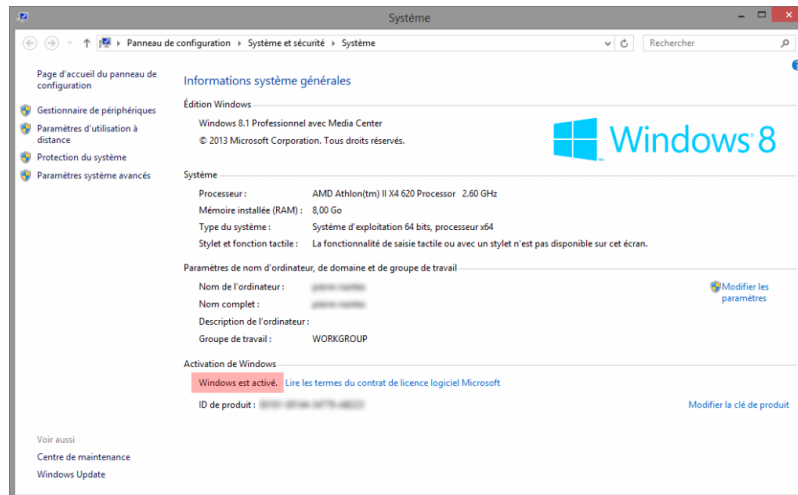 Système
Panneau de configuration Système et sécurité Système
Rechercher
Page d'accueil du panneau de
configuration
Gestionnaire de périphériques
Paramètres d'utilisation à
distance
Protection du système
Paramètres système avancés
Informations système générales
Édition Windows
Windows 8.1 Professionnel avec Media Center
© 2013 Microsoft Corporation. Tous droits réservés.
Windows 8
Système
Processeur : AMD Athlon(tm) II X4 620 Processor 2.60 GHz
Mémoire installée (RAM) : 8,00 Go
Type du système : Système d'exploitation 64 bits, processeur x64
Stylet et fonction tactile : La fonctionnalité de saisie tactile ou avec un stylet n'est pas disponible sur cet écran.
Paramètres de nom d'ordinateur, de domaine et de groupe de travail
Nom de l'ordinateur :
Modifier les
paramètres
Nom complet :
Description de l'ordinateur :
Groupe de travail : WORKGROUP
Activation de Windows
Windows est activé. Lire les termes du contrat de licence logiciel Microsoft
ID de produit :
Modifier la clé de produit
Voir aussi
Centre de maintenance
Windows Update